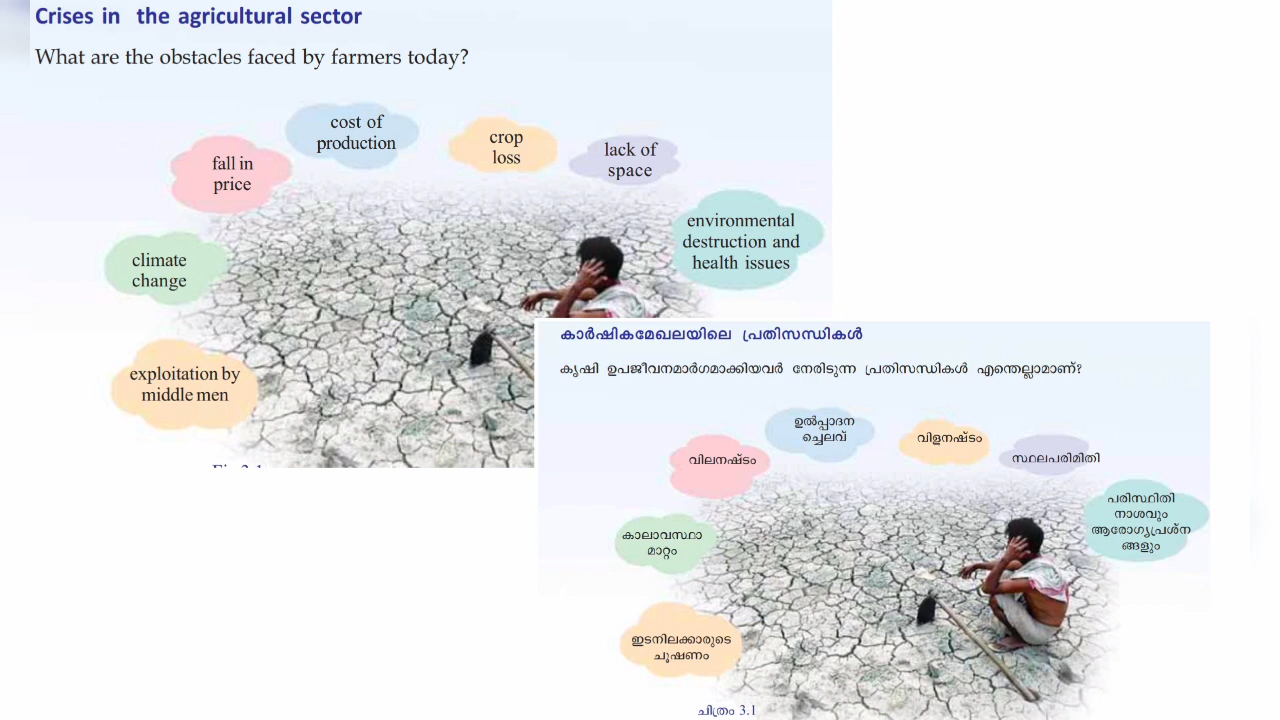 Crises in the agricultural sector
What are the obstacles faced by farmers today?
cost of
production
crop
loss
lack of
space
fall in
price
environmental
destruction and
health issues
climate
change
exploitation by
middle men
കാർഷികമേഖലയിലെ പ്രതിസന്ധികൾ
കൃഷി ഉപജീവനമാർഗമാക്കിയവർ നേരിടുന്ന പ്രതിസന്ധികൾ എന്തെല്ലാമാണ്?
ഉൽപ്പാദന
ച്ചെലവ്
വിളനഷ്ടം
വിലനഷ്ടം
സ്ഥലപരിമിതി
പരിസ്ഥിതി
നാശവും
ആരോഗ്യപ്രശ്ന
ങ്ങളും
കാലാവസ്ഥാ
മാറ്റം
ഇടനിലക്കാരുടെ
ചൂഷണം
ചിത്രം 3.1